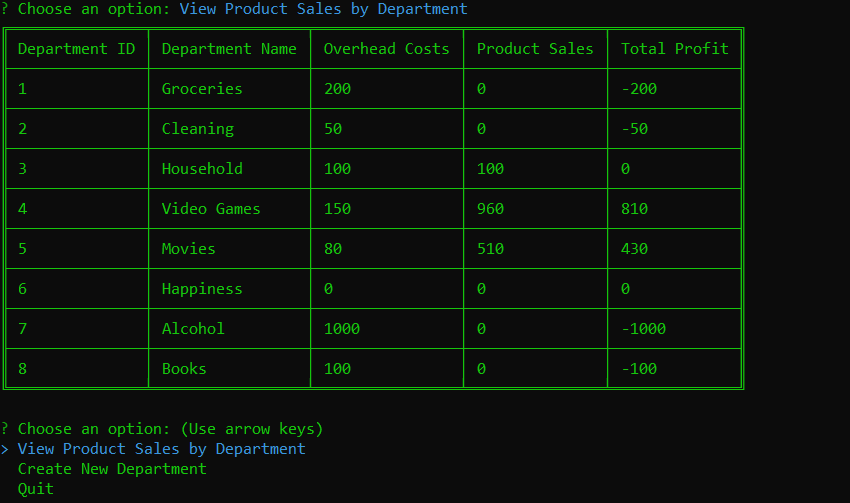 ? Choose an option: View Product Sales by Department
Department ID Department Name Overhead Costs Product Sales Total Profit
1 Groceries 200 0 -200
2 Cleaning 50 0 -50
3 Household 100 100 0
4 Video Games 150 960 810
5 Movies 80 510 430
6 Happiness 0 0 0
7 Alcohol 1000 0 -1000
8 Books 100 0 -100
? Choose an option: (Use arrow keys)
> View Product Sales by Department
Create New Department
Quit